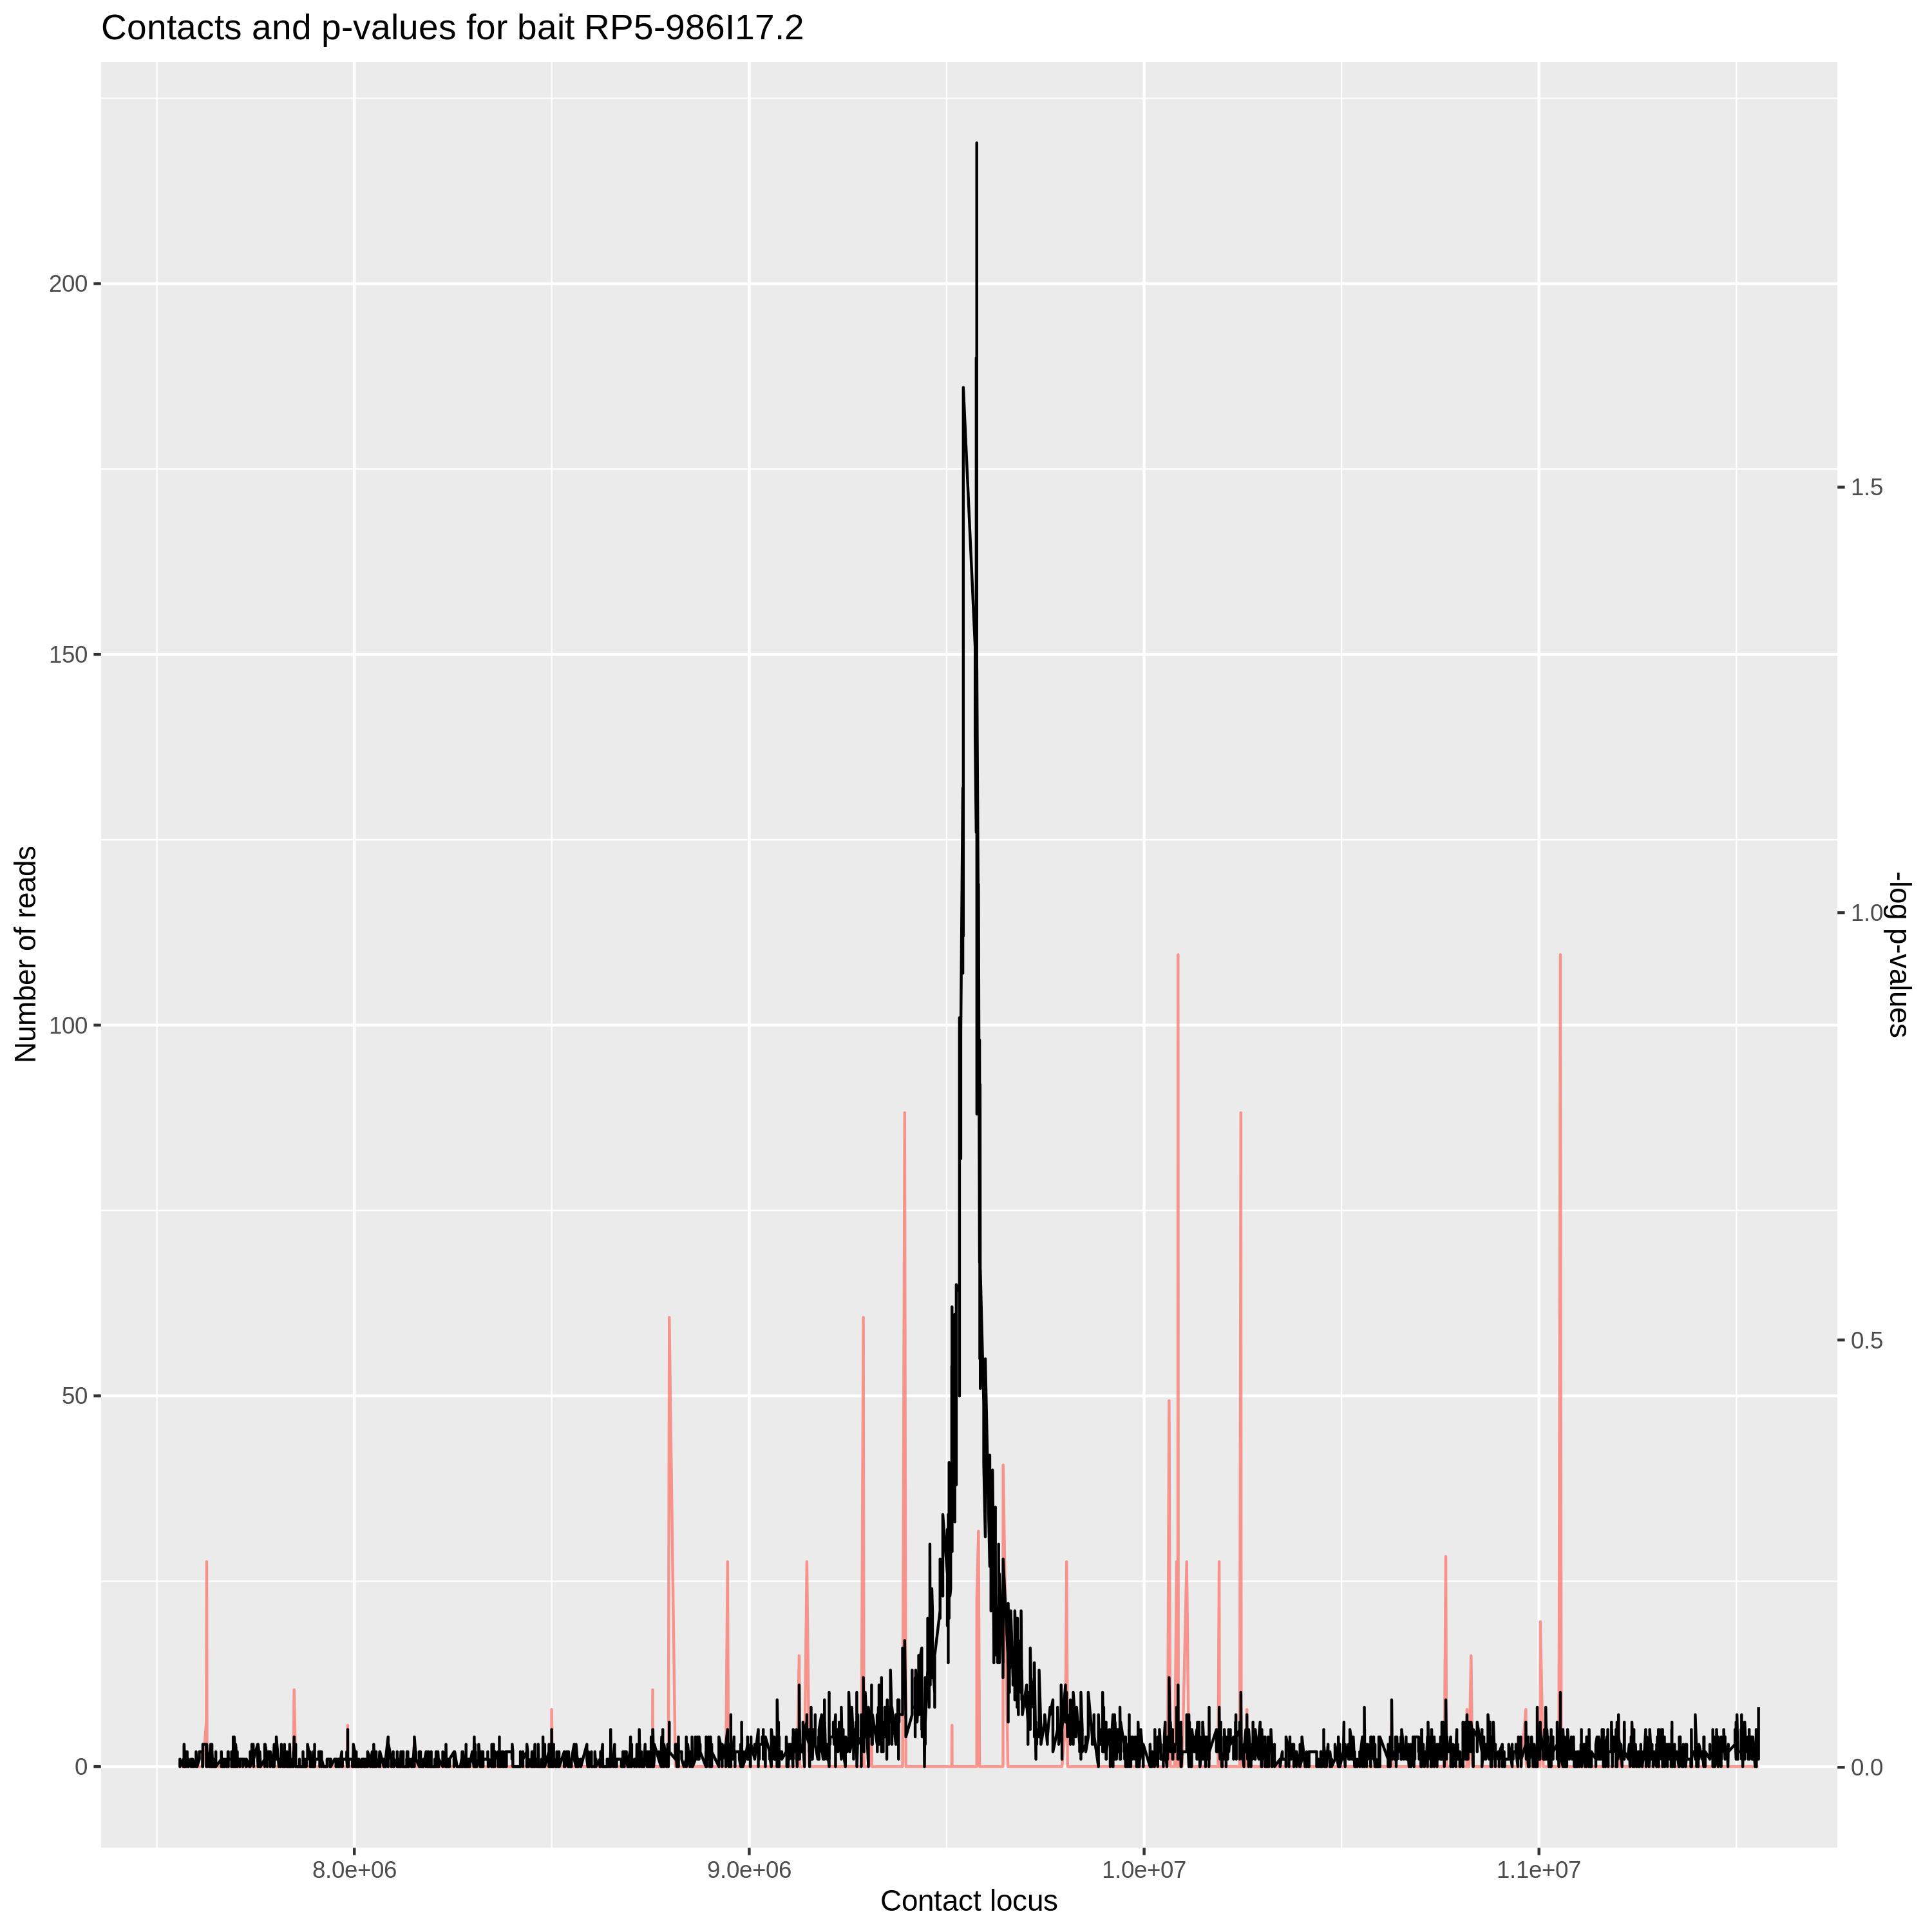 Contacts and p-values for bait RP5-986I17.2
200
150
100
50
0
Number of reads
1.5
1.0
0.5
0.0
-log p-values
8.0e+06
9.0e+06
1.0e+07
1.1e+07
Contact locus